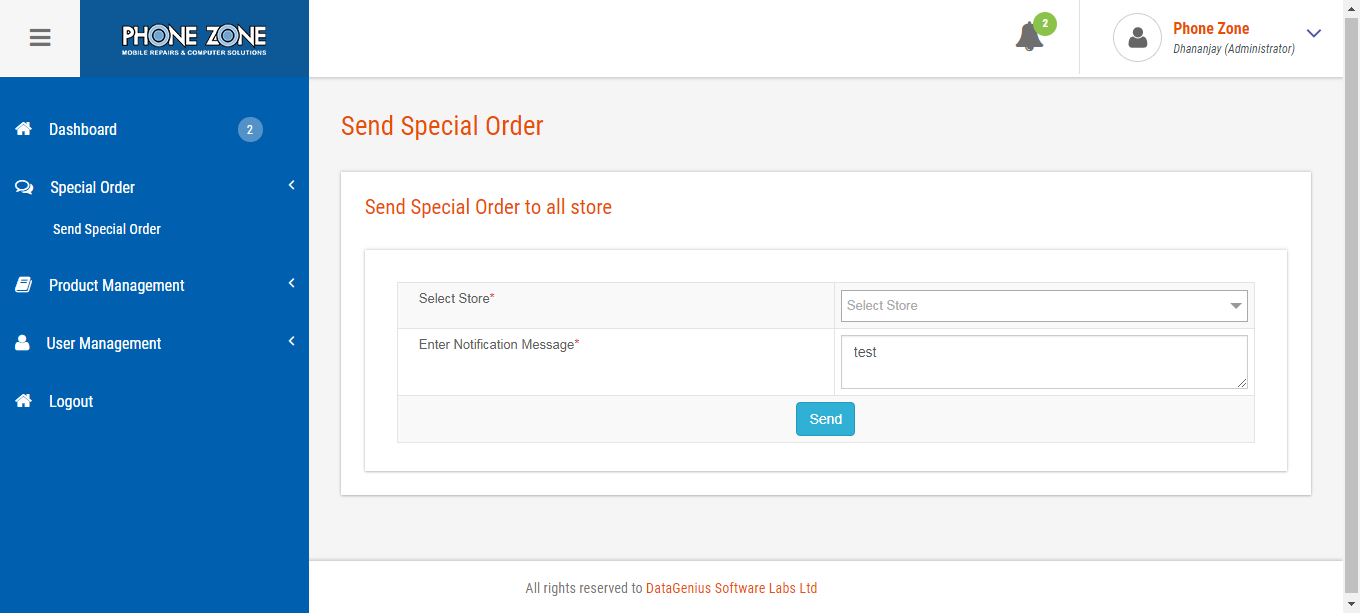 PHONE ZONE
MOBILE REPAIRS & COMPUTER SOLUTIONS
2
Phone Zone
Dhananjay (Administrator)
Dashboard
2
Special Order
Send Special Order
Product Management
User Management
Logout
Send Special Order
Send Special Order to all store
Select Store*
Select Store
Enter Notification Message*
test
Send
All rights reserved to DataGenius Software Labs Ltd